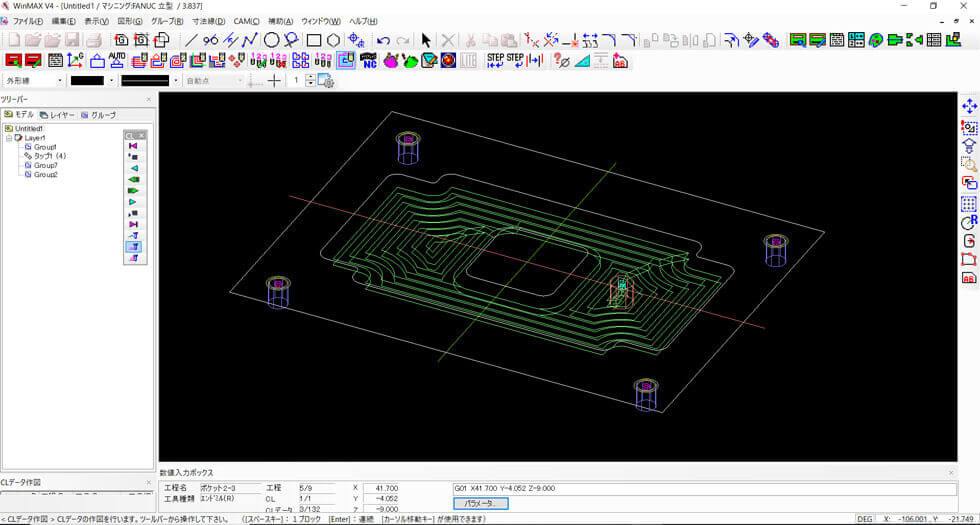 WinMAX V4 - [Untitled1 / マシニング:FANUC 立型 / 3.837]
ファイル(F) 編集(E) 表示(V) 図形(G) グループ(R) 寸法線(D) CAM(C) 補助(A) ウィンドウ(W) ヘルプ(H)
AUTO NC LITE STEP STEP AB
外形線 自動点 1
ツリーバー
モデル レイヤー グループ
Untitled1
Layer1
Group1
タップ1 (4)
Group7
Group2
R
AB
CLデータ作図
数値入力ボックス
工程名 ポケット2-3 工程 5/9 X 41.700 G01 X41.700 Y-4.052 Z-9.000
工具種類 エンドミル(R) CL 1/1 Y -4.052 パラメータ...
CLデータ 3/132 Z -9.000
< CLデータ作図 > CLデータの作図を行います。ツールバーから操作して下さい。 ([スペースキー]：1ブロック [Enter]：連続 [カーソル移動キー] が使用できます) DEG X: -106.001 Y: -21.749